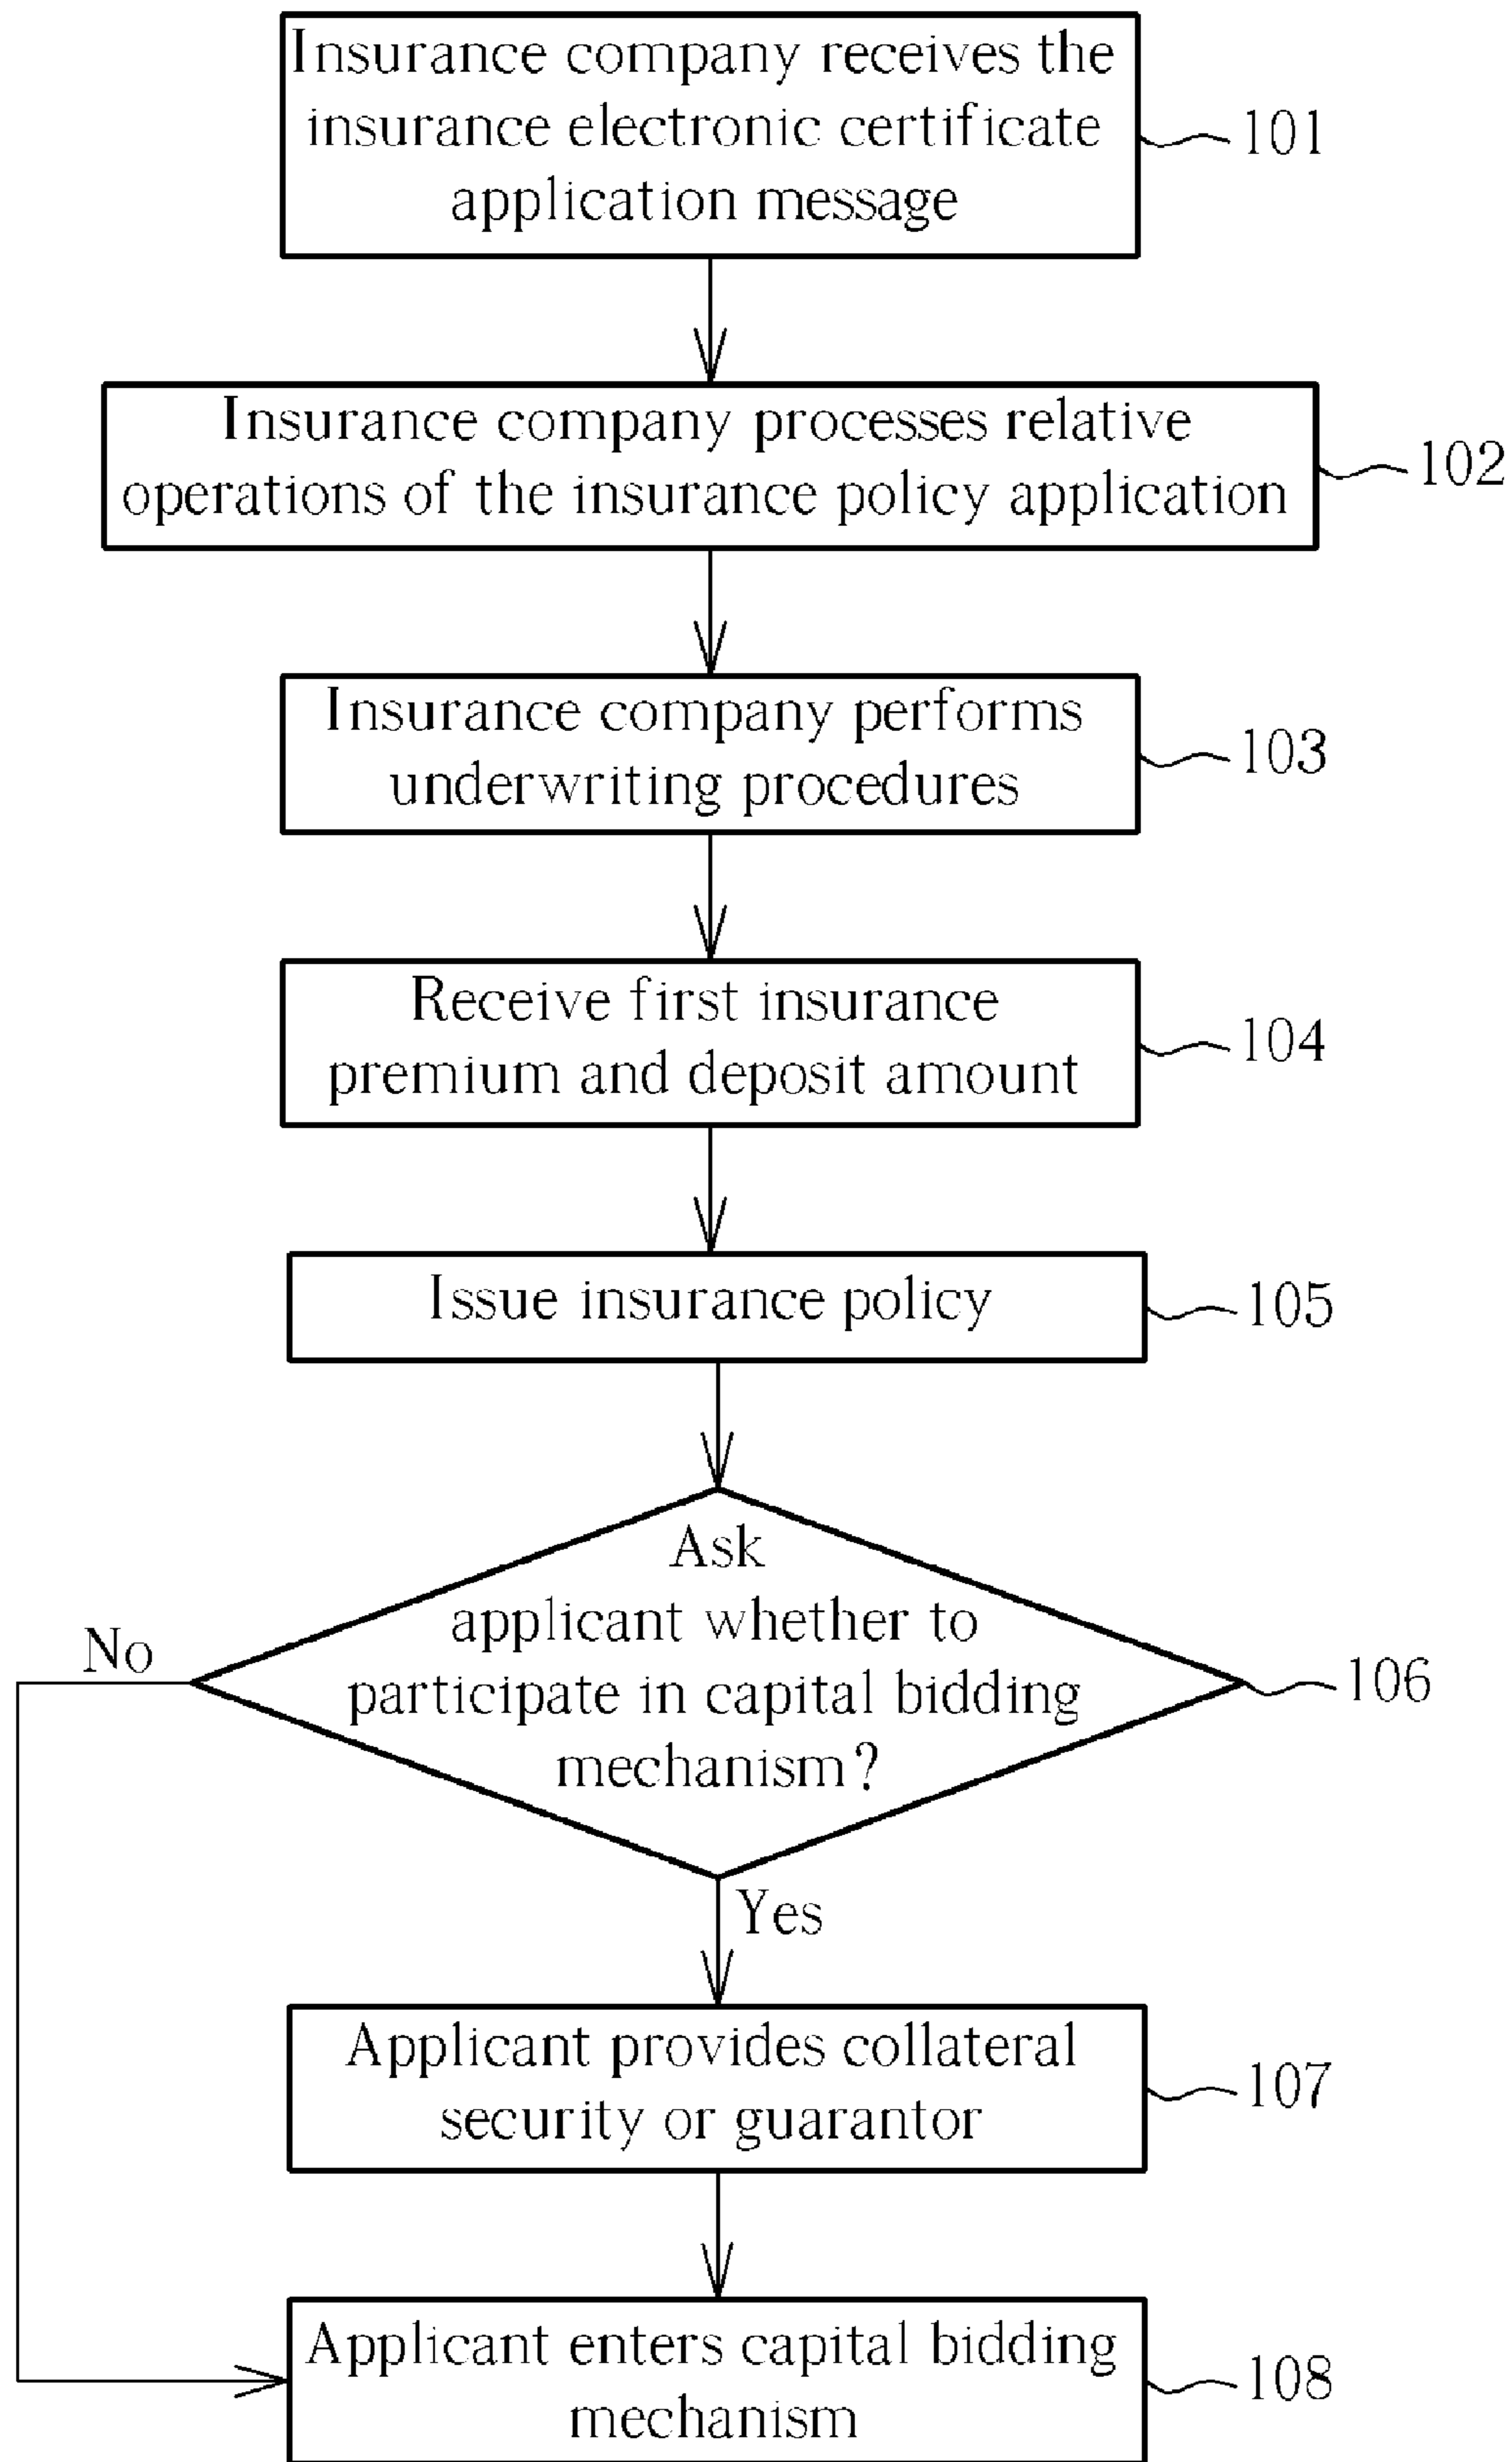 Insurance company receives the
insurance electronic certificate
application message
101
Insurance company processes relative
operations of the insurance policy application
102
Insurance company performs
underwriting procedures
103
Receive first insurance
premium and deposit amount
104
Issue insurance policy
105
Ask
applicant whether to
participate in capital bidding
mechanism?
106
No
Yes
Applicant provides collateral
security or guarantor
107
Applicant enters capital bidding
mechanism
108